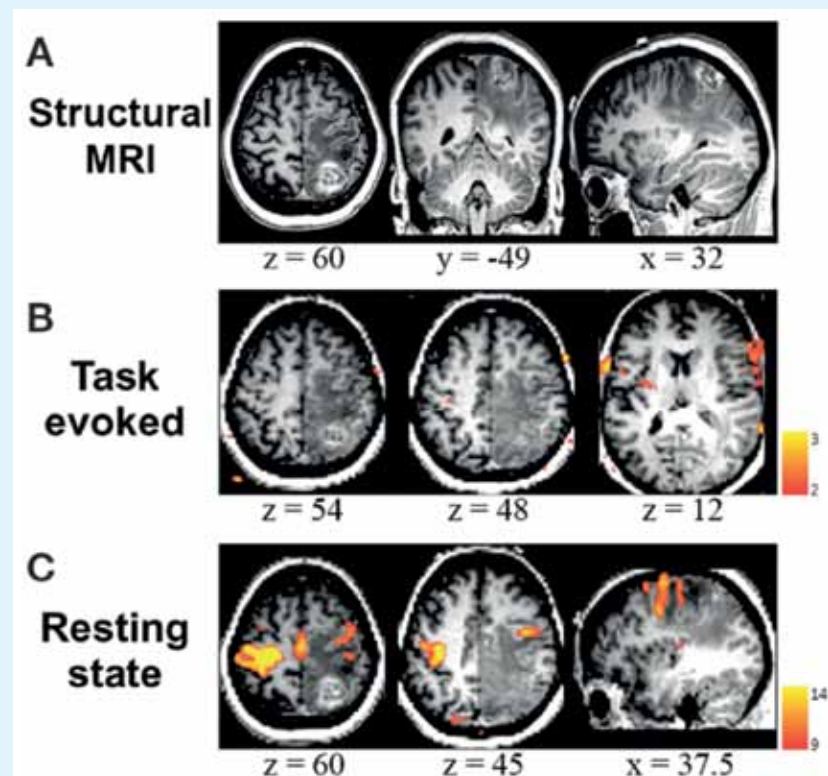 A
Structural
MRI
z = 60
y = -49
x = 32
B
Task
evoked
z = 54
z = 48
z = 12
3
2
C
Resting
state
z = 60
z = 45
x = 37.5
14
9